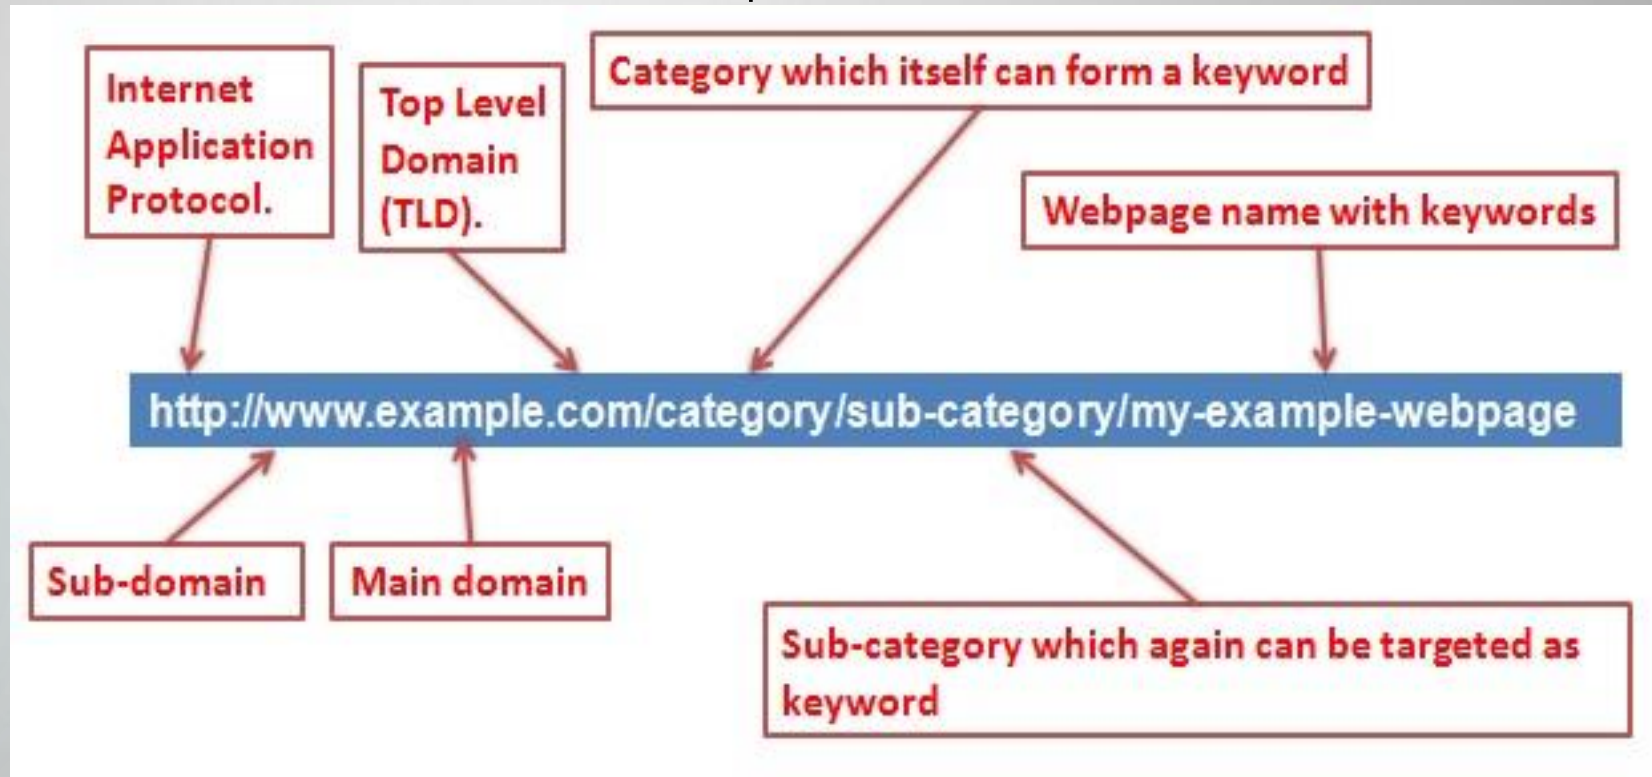 Internet
Application
Protocol.
Top Level
Domain
(TLD).
Category which itself can form a keyword
Webpage name with keywords
http://www.example.com/category/sub-category/my-example-webpage
Sub-domain
Main domain
Sub-category which again can be targeted as
keyword